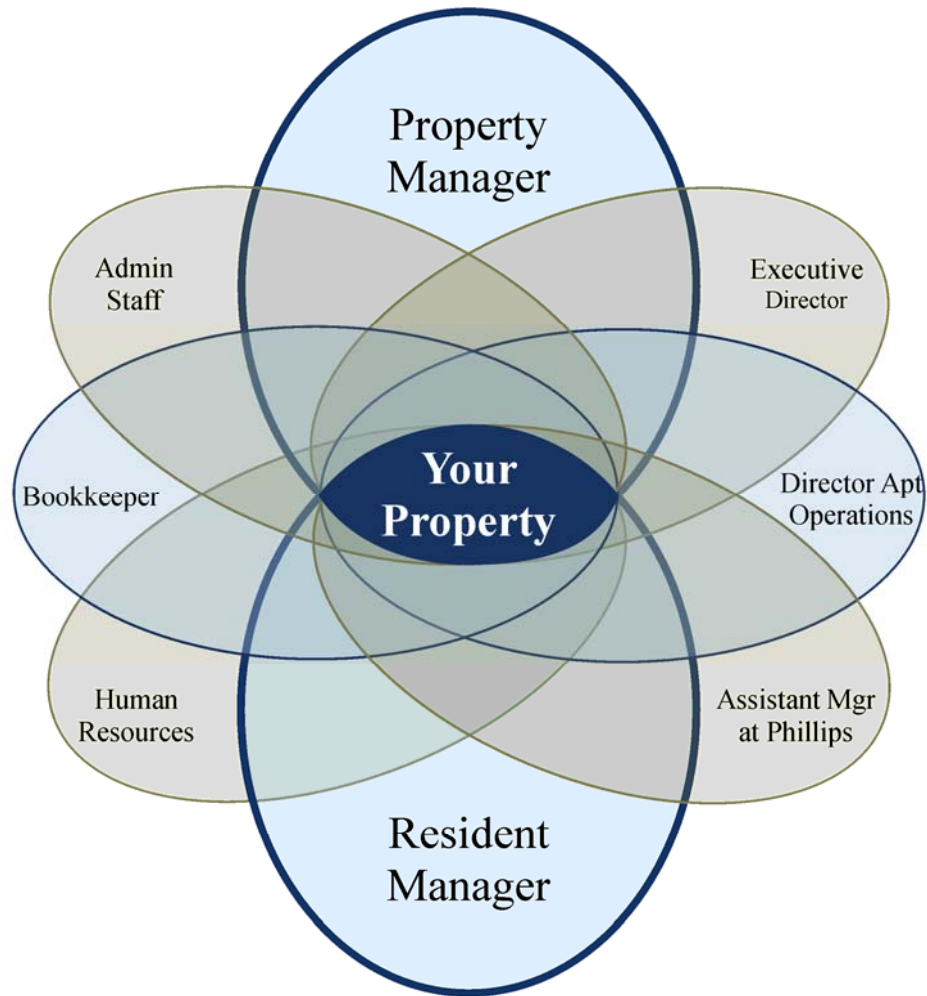 Property
Manager
Admin
Staff
Executive
Director
Your
Property
Bookkeeper
Director Apt
Operations
Human
Resources
Assistant Mgr
at Phillips
Resident
Manager